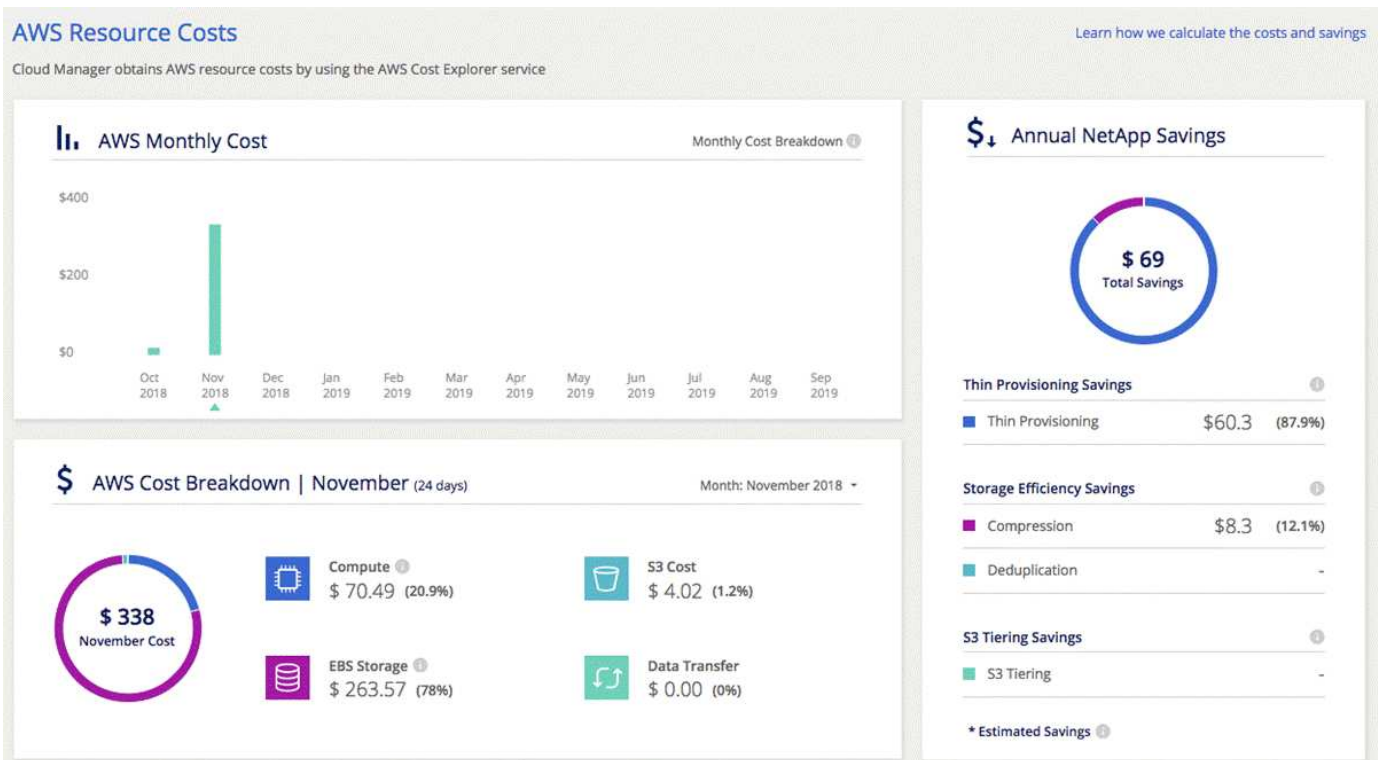 AWS Resource Costs
Learn how we calculate the costs and savings
Cloud Manager obtains AWS resource costs by using the AWS Cost Explorer service
AWS Monthly Cost
Monthly Cost Breakdown
$400
$200
$0
Oct Nov Dec Jan Feb Mar Apr May Jun Jul Aug Sep
2018 2018 2018 2019 2019 2019 2019 2019 2019 2019 2019 2019
AWS Cost Breakdown | November (24 days)
Month: November 2018
$ 338
November Cost
Compute
$ 70.49 (20.9%)
S3 Cost
$ 4.02 (1.2%)
EBS Storage
$ 263.57 (78%)
Data Transfer
$ 0.00 (0%)
Annual NetApp Savings
$ 69
Total Savings
Thin Provisioning Savings
Thin Provisioning $60.3 (87.9%)
Storage Efficiency Savings
Compression $8.3 (12.1%)
Deduplication -
S3 Tiering Savings
S3 Tiering -
* Estimated Savings